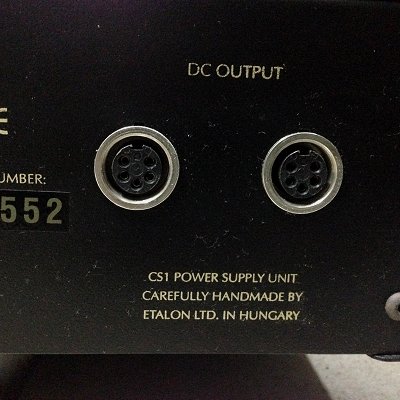 DC OUTPUT
UMBER:
552
CS1 POWER SUPPLY UNIT
CAREFULLY HANDMADE BY
ETALON LTD. IN HUNGARY